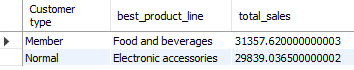 Customer type best_product_line total_sales
Member Food and beverages 31357.620000000003
Normal Electronic accessories 29839.036500000002